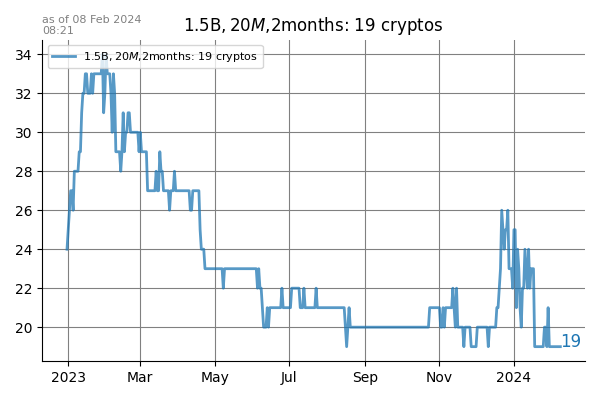 as of 08 Feb 2024
08:21
1.5B, 20M,2months: 19 cryptos
1.5B, 20M,2months: 19 cryptos
34
32
30
28
26
24
22
20
19
2023 Mar May Jul Sep Nov 2024